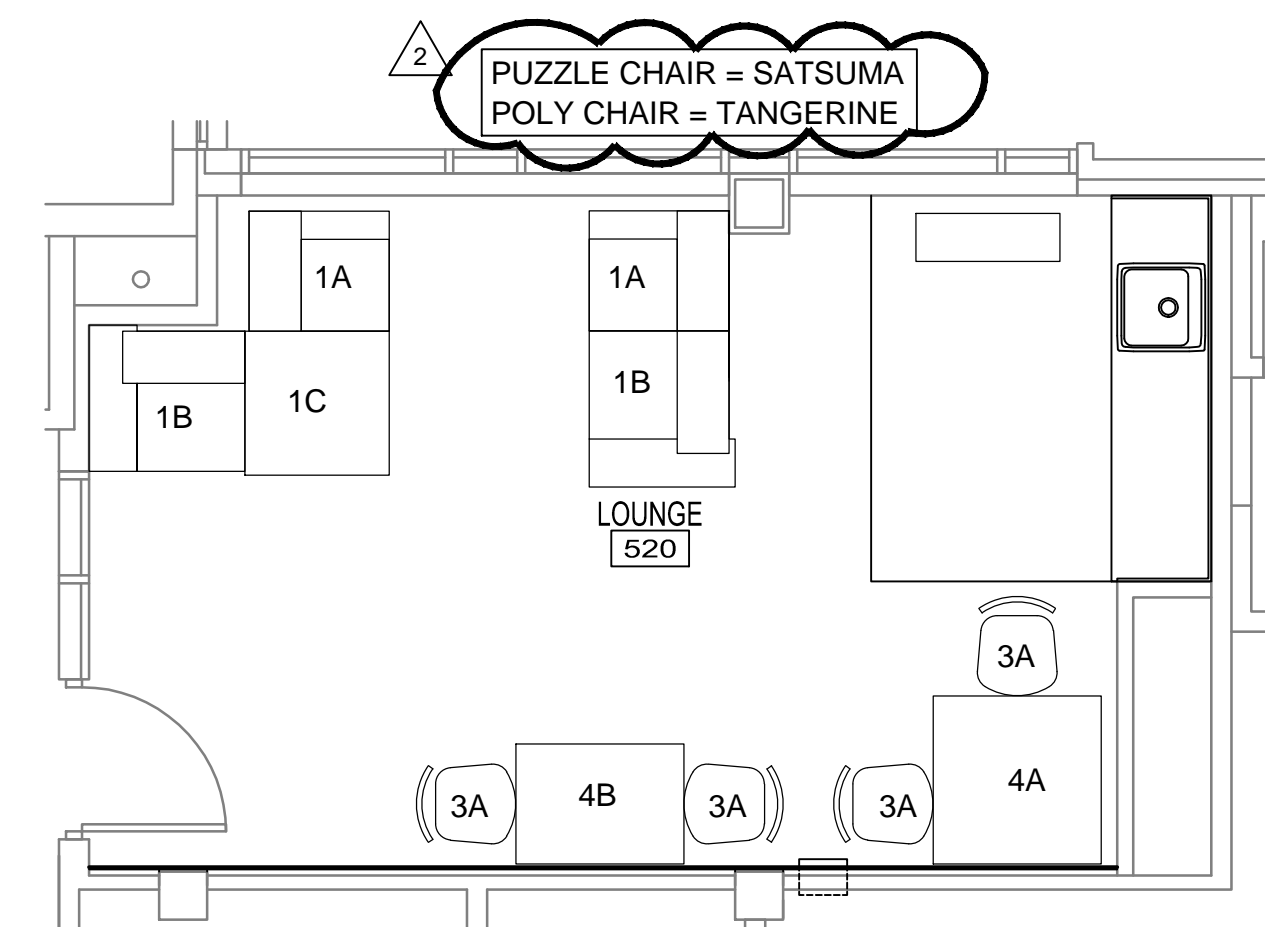 2
PUZZLE CHAIR = SATSUMA
POLY CHAIR = TANGERINE
1A
1A
1B
1C
1B
LOUNGE
520
3A
3A
4B
3A
3A
4A